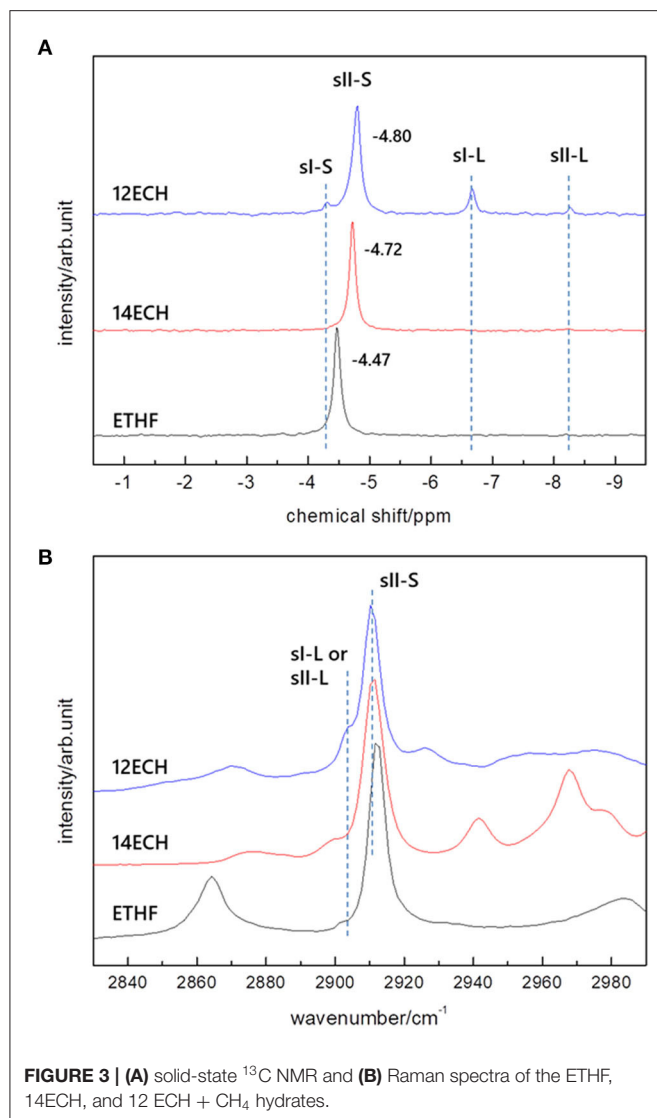 A
sII-S
-4.80
sI-S
sI-L
sII-L
12ECH
-4.72
14ECH
-4.47
ETHF
intensity/arb.unit
-1 -2 -3 -4 -5 -6 -7 -8 -9
chemical shift/ppm
B
sII-S
sI-L or
sII-L
12ECH
14ECH
ETHF
intensity/arb.unit
2840 2860 2880 2900 2920 2940 2960 2980
wavenumber/cm⁻¹
FIGURE 3 | (A) solid-state ¹³C NMR and (B) Raman spectra of the ETHF,
14ECH, and 12 ECH + CH₄ hydrates.